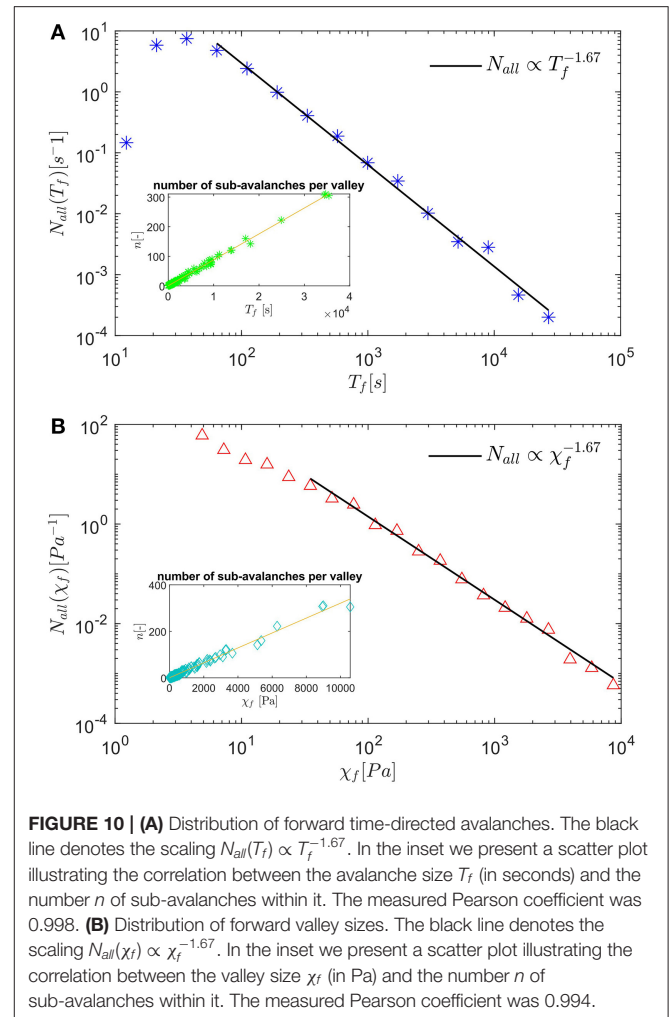 A
10^1
10^0
10^-1
10^-2
10^-3
10^-4
N_all(T_f)[s^-1]
N_all ∝ T_f^-1.67
number of sub-avalanches per valley
300
200
100
0
n[-]
0 1 2 3 4
T_f [s]
×10^4
10^1 10^2 10^3 10^4 10^5
T_f[s]
B
10^2
10^0
10^-2
10^-4
N_all(χ_f)[Pa^-1]
N_all ∝ χ_f^-1.67
number of sub-avalanches per valley
400
200
0
n[-]
0 2000 4000 6000 8000 10000
χ_f [Pa]
10^0 10^1 10^2 10^3 10^4
χ_f[Pa]
FIGURE 10 | (A) Distribution of forward time-directed avalanches. The black
line denotes the scaling N_all(T_f) ∝ T_f^-1.67. In the inset we present a scatter plot
illustrating the correlation between the avalanche size T_f (in seconds) and the
number n of sub-avalanches within it. The measured Pearson coefficient was
0.998. (B) Distribution of forward valley sizes. The black line denotes the
scaling N_all(χ_f) ∝ χ_f^-1.67. In the inset we present a scatter plot illustrating the
correlation between the valley size χ_f (in Pa) and the number n of
sub-avalanches within it. The measured Pearson coefficient was 0.994.